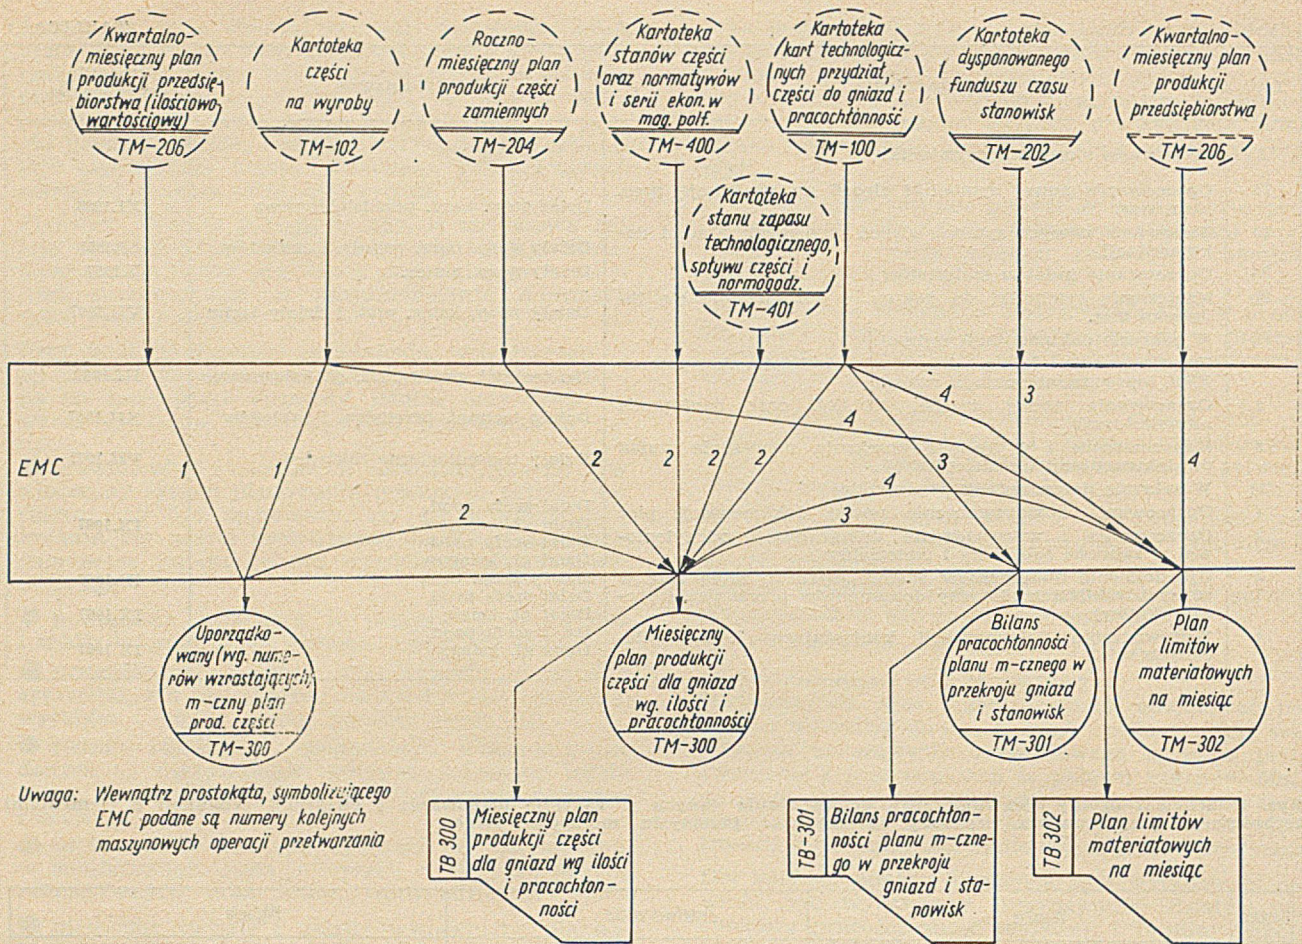 Kwartalno-
miesięczny plan
produkcji przedsię-
biorstwa (ilościowo
wartościowy)
TM-206
Kartoteka
części
na wyroby
TM-102
Roczno-
miesięczny plan
produkcji części
zamiennych
TM-204
Kartoteka
stanów części
oraz normatywów
i serii ekon. w
mag. półf.
TM-400
Kartoteka
kart technologicz-
nych przydział,
części do gniazd i
pracochłonność
TM-100
Kartoteka
dysponowanego
funduszu czasu
stanowisk
TM-202
Kwartalno-
miesięczny plan
produkcji
przedsiębiorstwa
TM-206
Kartoteka
stanu zapasu
technologicznego,
spływu części i
normogodz.
TM-401
EMC
1
1
2
2
2
2
2
4
4
3
3
4
4
3
Uporządko-
wany (wg. nume-
rów wzrastających)
m-czny plan
prod. części
TM-300
Miesięczny
plan produkcji
części dla gniazd
wg. ilości i
pracochłonności
TM-300
Bilans
pracochłonności
planu m-cznego w
przekroju gniazd
i stanowisk
TM-301
Plan
limitów
materiałowych
na miesiąc
TM-302
Uwaga: Wewnątrz prostokąta, symbolizującego
EMC podane są numery kolejnych
maszynowych operacji przetwarzania
TB 300
Miesięczny plan
produkcji części
dla gniazd wg ilości
i pracochłon-
ności
TB-301
Bilans pracochłon-
ności planu m-czne-
go w przekroju
gniazd i sta-
nowisk
TB 302
Plan limitów
materiałowych
na miesiąc